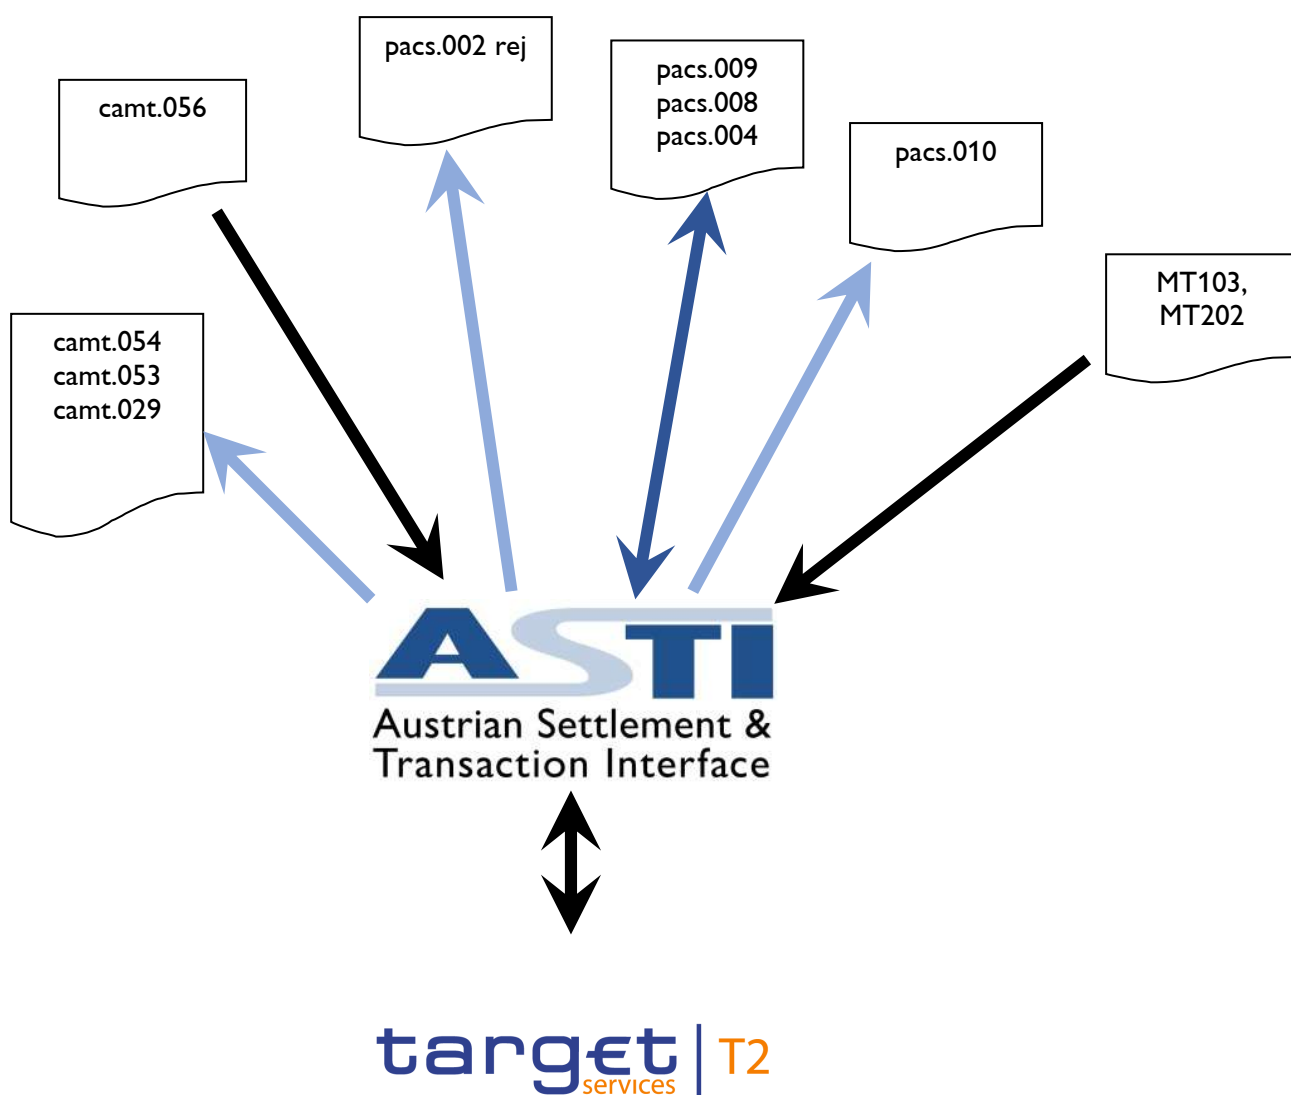 pacs.002 rej
pacs.009
pacs.008
pacs.004
camt.056
pacs.010
MT103,
MT202
camt.054
camt.053
camt.029
ASTI
Austrian Settlement &
Transaction Interface
target | T2
services